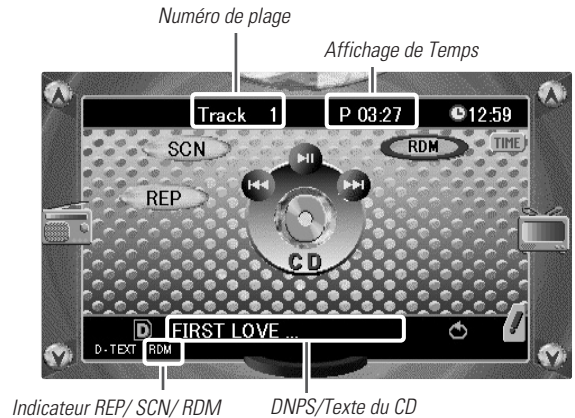 Numéro de plage
Affichage de Temps
Track 1 P 03:27 12:59
SCN RDM TIME
REP
CD
D FIRST LOVE ...
D-TEXT RDM
Indicateur REP/ SCN/ RDM DNPS/Texte du CD